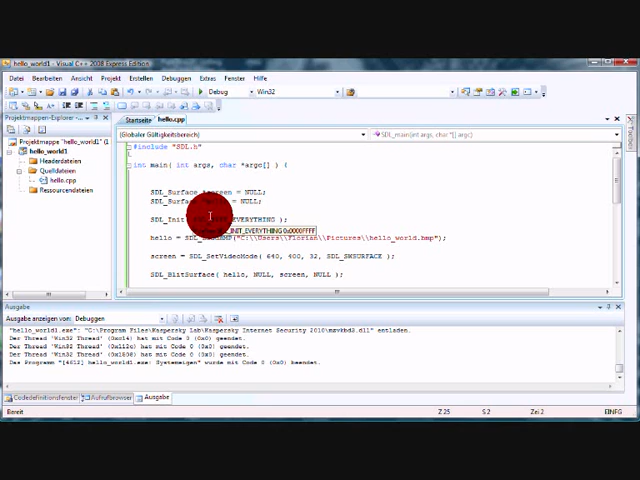 hello_world1 - Visual C++ 2008 Express Edition
Datei Bearbeiten Ansicht Projekt Erstellen Debuggen Extras Fenster Hilfe
Debug Win32
Projektmappen-Explorer
Startseite hello.cpp
(Globaler Gültigkeitsbereich) SDL_main(int args, char *[] argc)
Projektmappe "hello_world1"
hello_world1
Headerdateien
Quelldateien
hello.cpp
Ressourcendateien
#include "SDL.h"
int main( int args, char *argc[] ) {
SDL_Surface *screen = NULL;
SDL_Surface = NULL;
SDL_Init EVERYTHING );
_INIT_EVERYTHING 0x0000FFFF
hello = "C:\\Users\\Florian\\Pictures\\hello_world.bmp");
screen = SDL_SetVideoMode ( 640, 400, 32, SDL_SWSURFACE );
SDL_BlitSurface( hello, NULL, screen, NULL );
Ausgabe
Ausgabe anzeigen von: Debuggen
"hello_world1.exe": "C:\Program Files\Kaspersky Lab\Kaspersky Internet Security 2010\mzvkbd3.dll" entladen.
Der Thread 'Win32 Thread' hat mit Code 0 (0x0) geendet.
Der Thread 'Win32 Thread' hat mit Code 0 (0x0) geendet.
Der Thread 'Win32 Thread' hat mit Code 0 (0x0) geendet.
Das Programm "[4812] hello_world1.exe: Systemeigen" wurde mit Code 0 (0x0) beendet.
Codedefinitionsfenster Aufrufbrowser Ausgabe
Bereit Z 25 S 2 Zei 2 EINFG